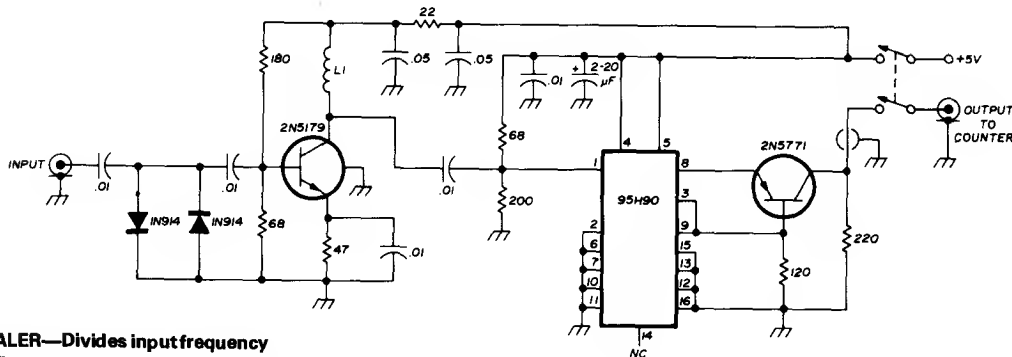 22
180
.05
.05
L1
.01
2-20
+
µF
+5V
OUTPUT
TO
COUNTER
2N5179
68
4
5
2N5771
INPUT
.01
.01
.01
1
8
200
95H90
3
1N914
1N914
68
47
.01
2
9
6
15
220
7
13
120
10
12
11
16
14
NC
ALER—Divides input frequency